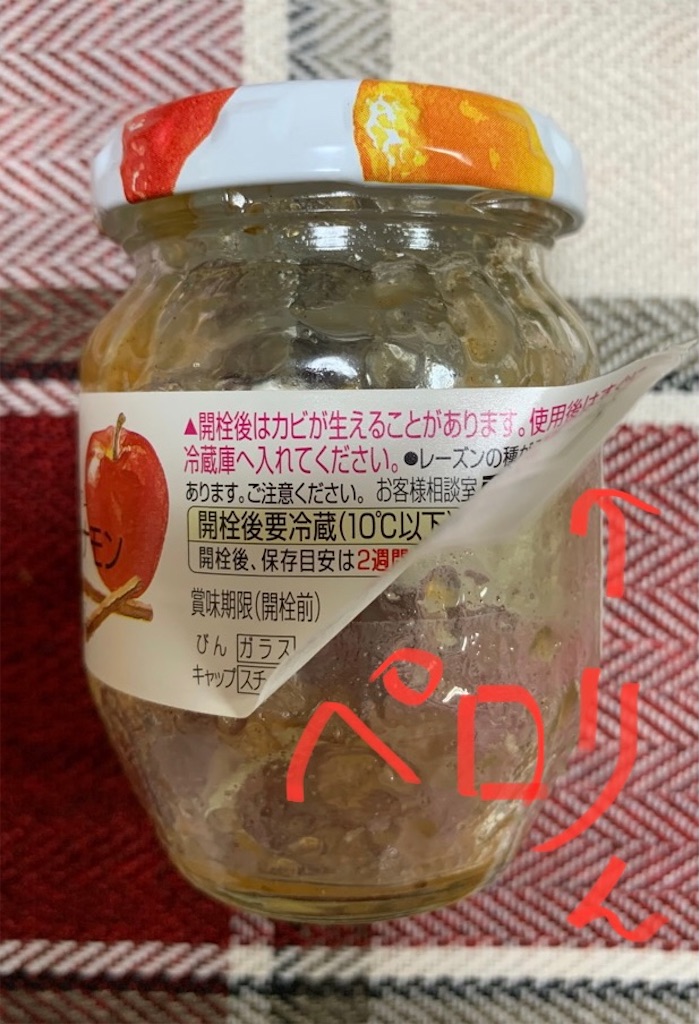 モン
▲開栓後はカビが生えることがあります。使用後は
冷蔵庫へ入れてください。●レーズンの種が
あります。ご注意ください。 お客様相談室
開栓後要冷蔵(10℃以下)
開栓後、保存目安は2週間
賞味期限(開栓前)
びん ガラス
キャップ スチ
ペロリん